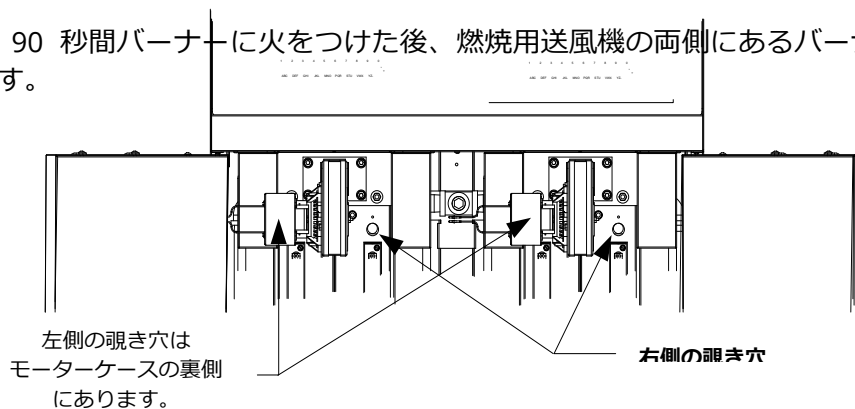 90 秒間バーナーに火をつけた後、燃焼用送風機の両側にあるバー
す。
左側の覗き穴は
モーターケースの裏側
にあります。
右側の覗き穴